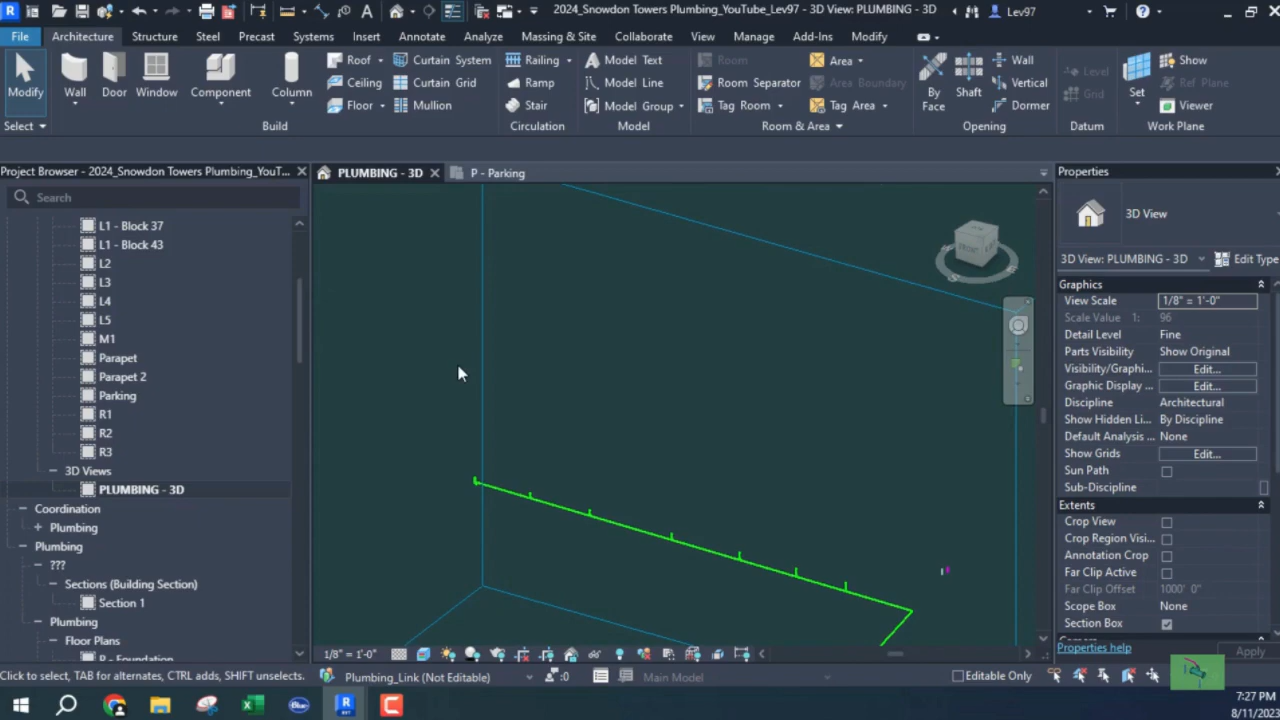 2024_Snowdon Towers Plumbing_YouTube_Lev97 - 3D View: PLUMBING - 3D
Lev97
File Architecture Structure Steel Precast Systems Insert Annotate Analyze Massing & Site Collaborate View Manage Add-Ins Modify
Modify
Wall
Door
Window
Component
Column
Roof
Ceiling
Floor
Curtain System
Curtain Grid
Mullion
Railing
Ramp
Stair
Model Text
Model Line
Model Group
Room
Room Separator
Tag Room
Area
Area Boundary
Tag Area
By Face
Shaft
Wall
Vertical
Dormer
Level
Grid
Set
Show
Ref Plane
Viewer
Select Build Circulation Model Room & Area Opening Datum Work Plane
Project Browser - 2024_Snowdon Towers Plumbing_YouT...
Search
L1 - Block 37
L1 - Block 43
L2
L3
L4
L5
M1
Parapet
Parapet 2
Parking
R1
R2
R3
3D Views
PLUMBING - 3D
Coordination
Plumbing
Plumbing
???
Sections (Building Section)
Section 1
Plumbing
Floor Plans
P - Foundation
PLUMBING - 3D
P - Parking
FRONT
1/8" = 1'-0"
Properties
3D View
3D View: PLUMBING - 3D
Edit Type
Graphics
View Scale 1/8" = 1'-0"
Scale Value 1: 96
Detail Level Fine
Parts Visibility Show Original
Visibility/Graphi... Edit...
Graphic Display ... Edit...
Discipline Architectural
Show Hidden Li... By Discipline
Default Analysis ... None
Show Grids Edit...
Sun Path
Sub-Discipline
Extents
Crop View
Crop Region Visi...
Annotation Crop
Far Clip Active
Far Clip Offset 1000' 0"
Scope Box None
Section Box
Properties help
Apply
Click to select, TAB for alternates, CTRL adds, SHIFT unselects.
Plumbing_Link (Not Editable)
:0
Main Model
Editable Only
Blue
7:27 PM
8/11/2023